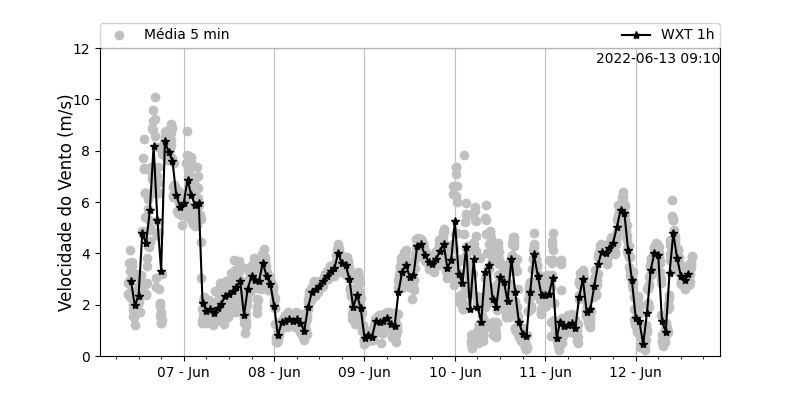 Média 5 min
WXT 1h
2022-06-13 09:10
Velocidade do Vento (m/s)
12
10
8
6
4
2
0
07 - Jun
08 - Jun
09 - Jun
10 - Jun
11 - Jun
12 - Jun